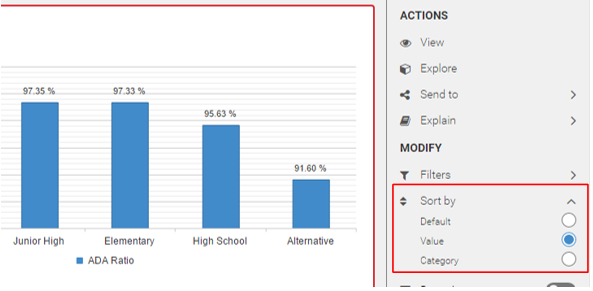 97.35 %
97.33 %
95.63 %
91.60 %
Junior High
Elementary
High School
Alternative
ADA Ratio
ACTIONS
View
Explore
Send to
Explain
MODIFY
Filters
Sort by
Default
Value
Category